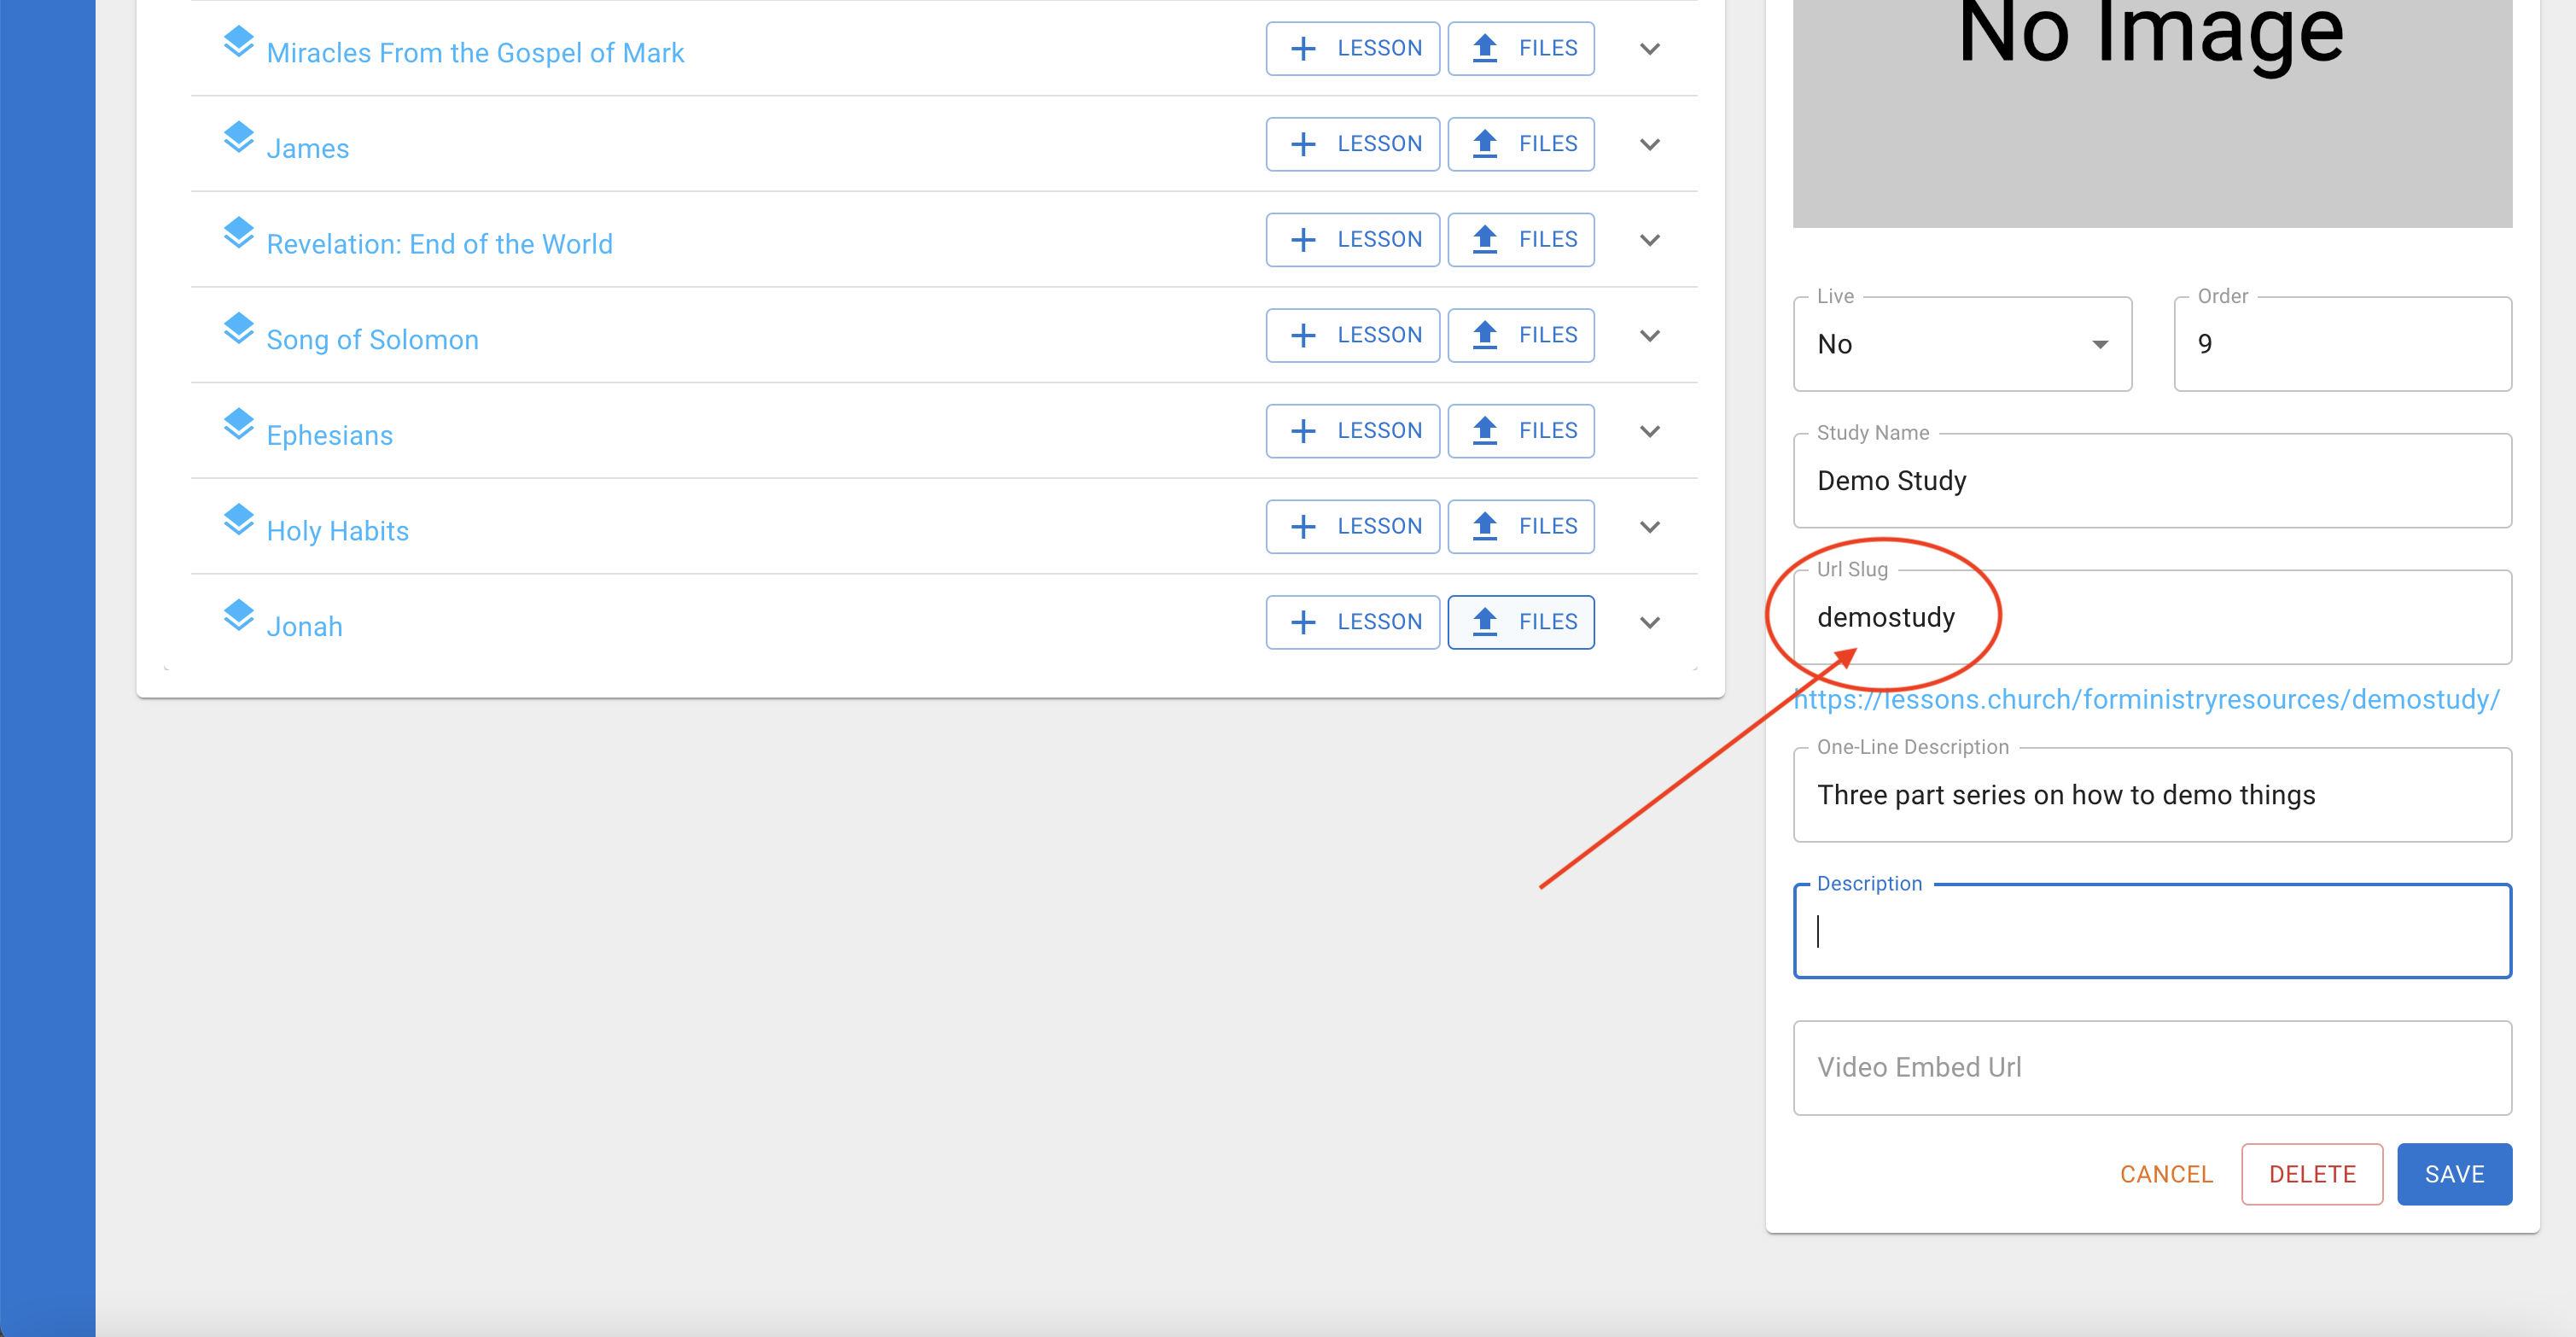 Miracles From the Gospel of Mark
LESSON
FILES
James
LESSON
FILES
Revelation: End of the World
LESSON
FILES
Song of Solomon
LESSON
FILES
Ephesians
LESSON
FILES
Holy Habits
LESSON
FILES
Jonah
LESSON
FILES
No Image
Live
No
Order
9
Study Name
Demo Study
Url Slug
demostudy
https://lessons.church/forministryresources/demostudy/
One-Line Description
Three part series on how to demo things
Description
Video Embed Url
CANCEL
DELETE
SAVE